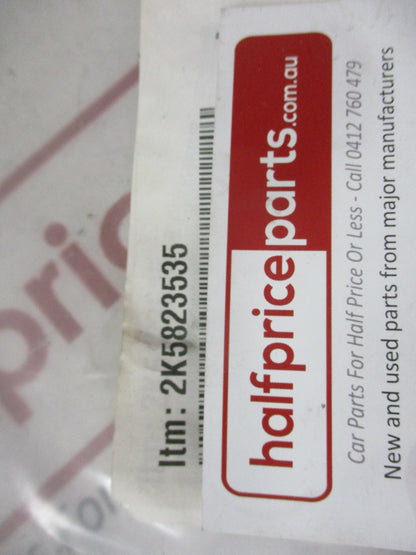 Itm: 2K5823535
halfpriceparts.com.au
Car Parts For Half Price Or Less - Call 0412 760 479
New and used parts from major manufacturers
pric